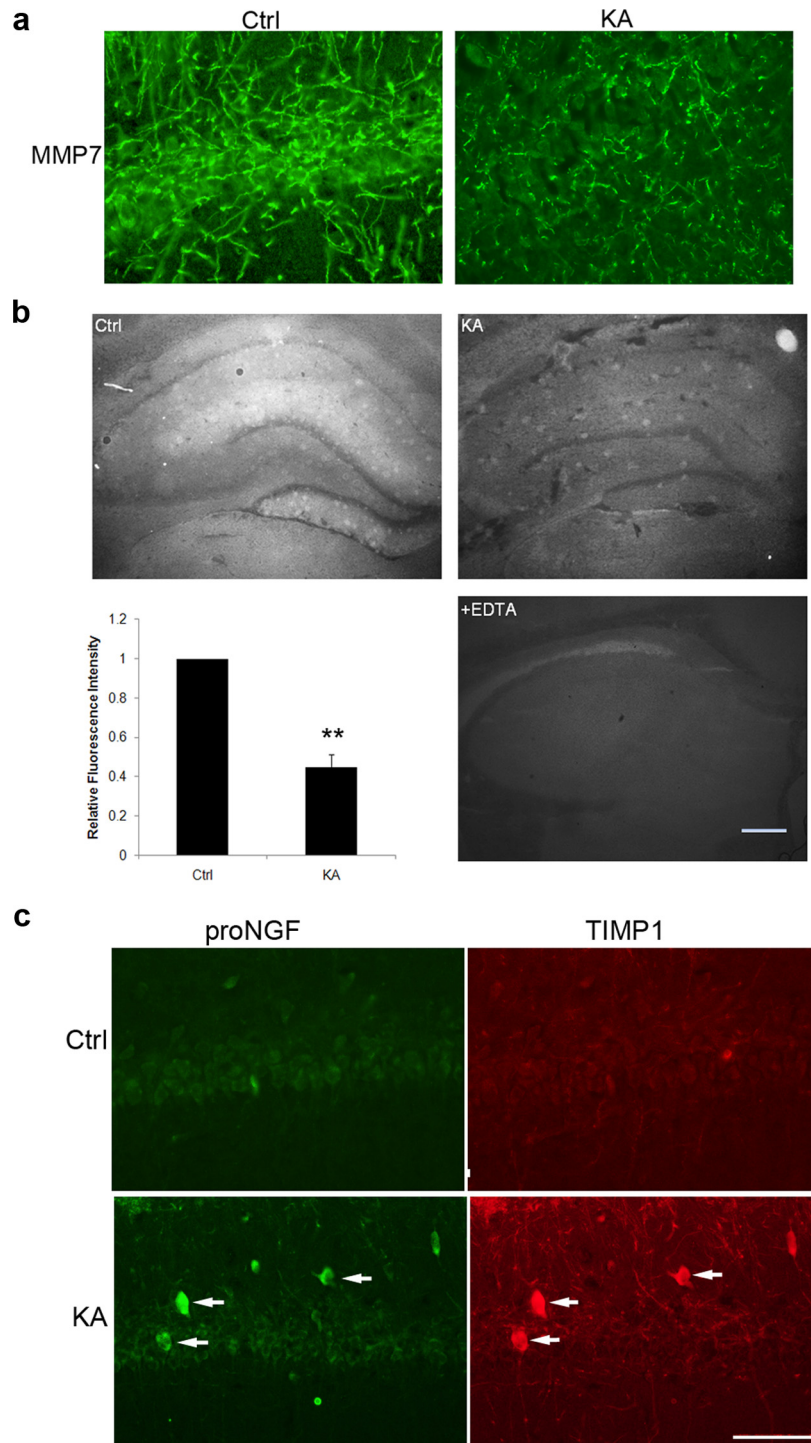 a
Ctrl KA
MMP7
b
Ctrl
KA
Relative Fluorescence Intensity
1.2
1
0.8
0.6
0.4
0.2
0
**
Ctrl KA
+EDTA
c
proNGF TIMP1
Ctrl
KA